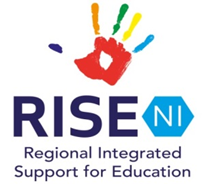 RISE NI
Regional Integrated
Support for Education